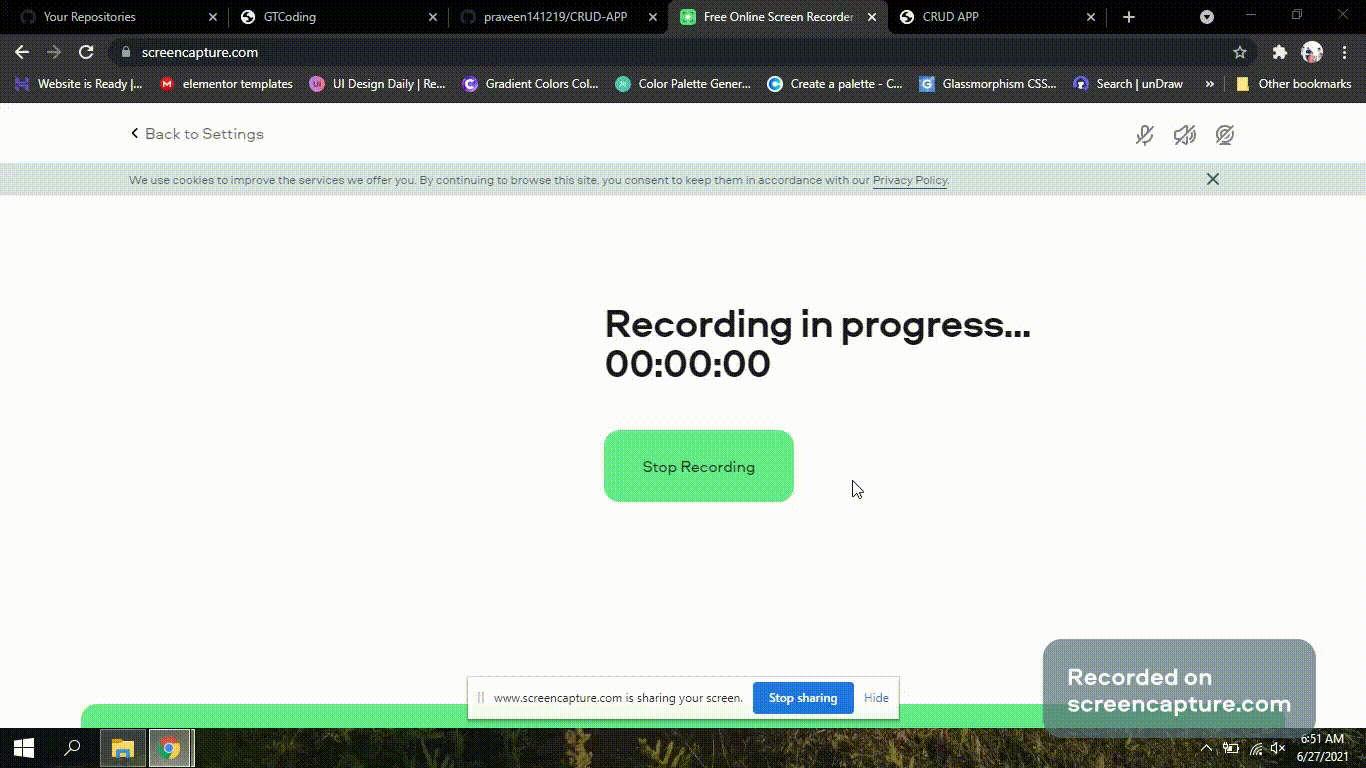 Your Repositories
GTCoding
praveen141219/CRUD-APP
Free Online Screen Recorder
CRUD APP
screencapture.com
Website is Ready |...
elementor templates
UI Design Daily | Re...
Gradient Colors Col...
Color Palette Gener...
Create a palette - C...
Glassmorphism CSS...
Search | unDraw
»
Other bookmarks
Back to Settings
We use cookies to improve the services we offer you. By continuing to browse this site, you consent to keep them in accordance with our Privacy Policy.
Recording in progress...
00:00:00
Stop Recording
www.screencapture.com is sharing your screen.
Stop sharing
Hide
Recorded on
screencapture.com
6:51 AM
6/27/2021